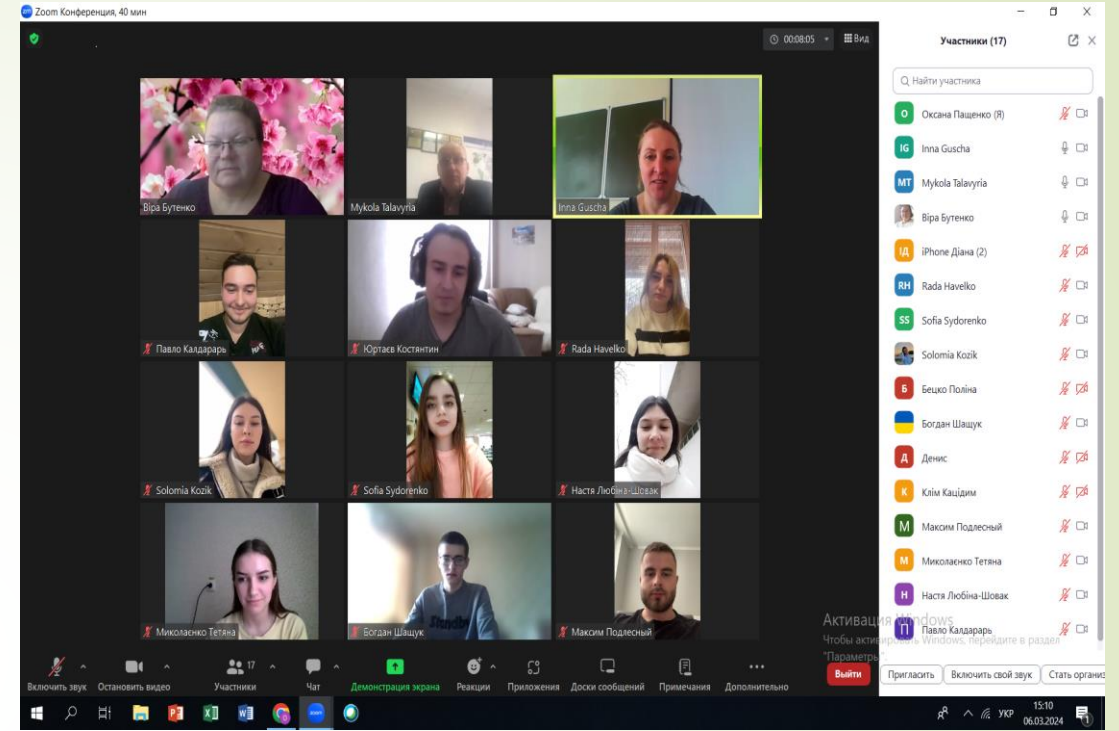 Zoom Конференция, 40 мин
00:08:05 Вид
Участники (17)
Найти участника
О Оксана Пащенко (Я)
IG Inna Guscha
MT Mykola Talavyria
Віра Бутенко
ІД iPhone Діана (2)
RH Rada Havelko
SS Sofia Sydorenko
Solomia Kozik
Б Бецко Поліна
Богдан Шащук
Д Денис
К Клім Кацідим
М Максим Подлесный
М Миколаєнко Тетяна
Н Настя Любіна-Шовак
П Павло Калдарарь
Віра Бутенко
Mykola Talavyria
Inna Guscha
Павло Калдарарь
Юртаєв Костянтин
Rada Havelko
Solomia Kozik
Sofia Sydorenko
Настя Любіна-Шовак
Миколаєнко Тетяна
Богдан Шащук
Максим Подлесный
Активация Windows
Чтобы активировать Windows, перейдите в раздел
"Параметры".
Включить звук Остановить видео 17 Участники Чат Демонстрация экрана Реакции Приложения Доски сообщений Примечания Дополнительно Выйти
Пригласить Включить свой звук Стать организ
УКР 15:10
06.03.2024